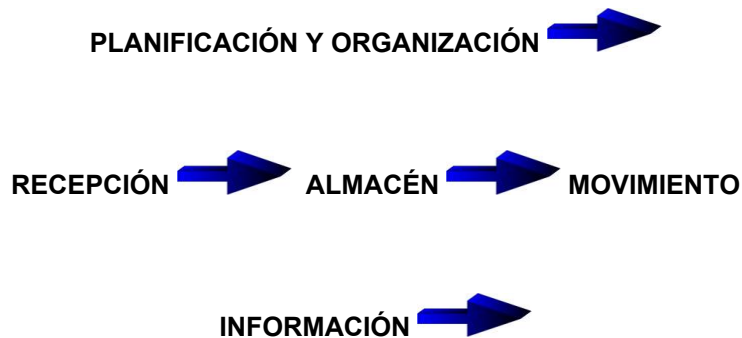 PLANIFICACIÓN Y ORGANIZACIÓN
RECEPCIÓN ALMACÉN MOVIMIENTO
INFORMACIÓN